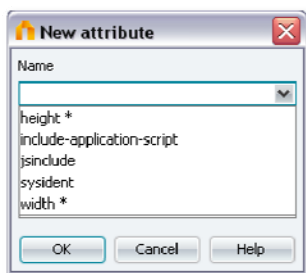 New attribute
Name
height *
include-application-script
jsinclude
sysident
width *
OK Cancel Help